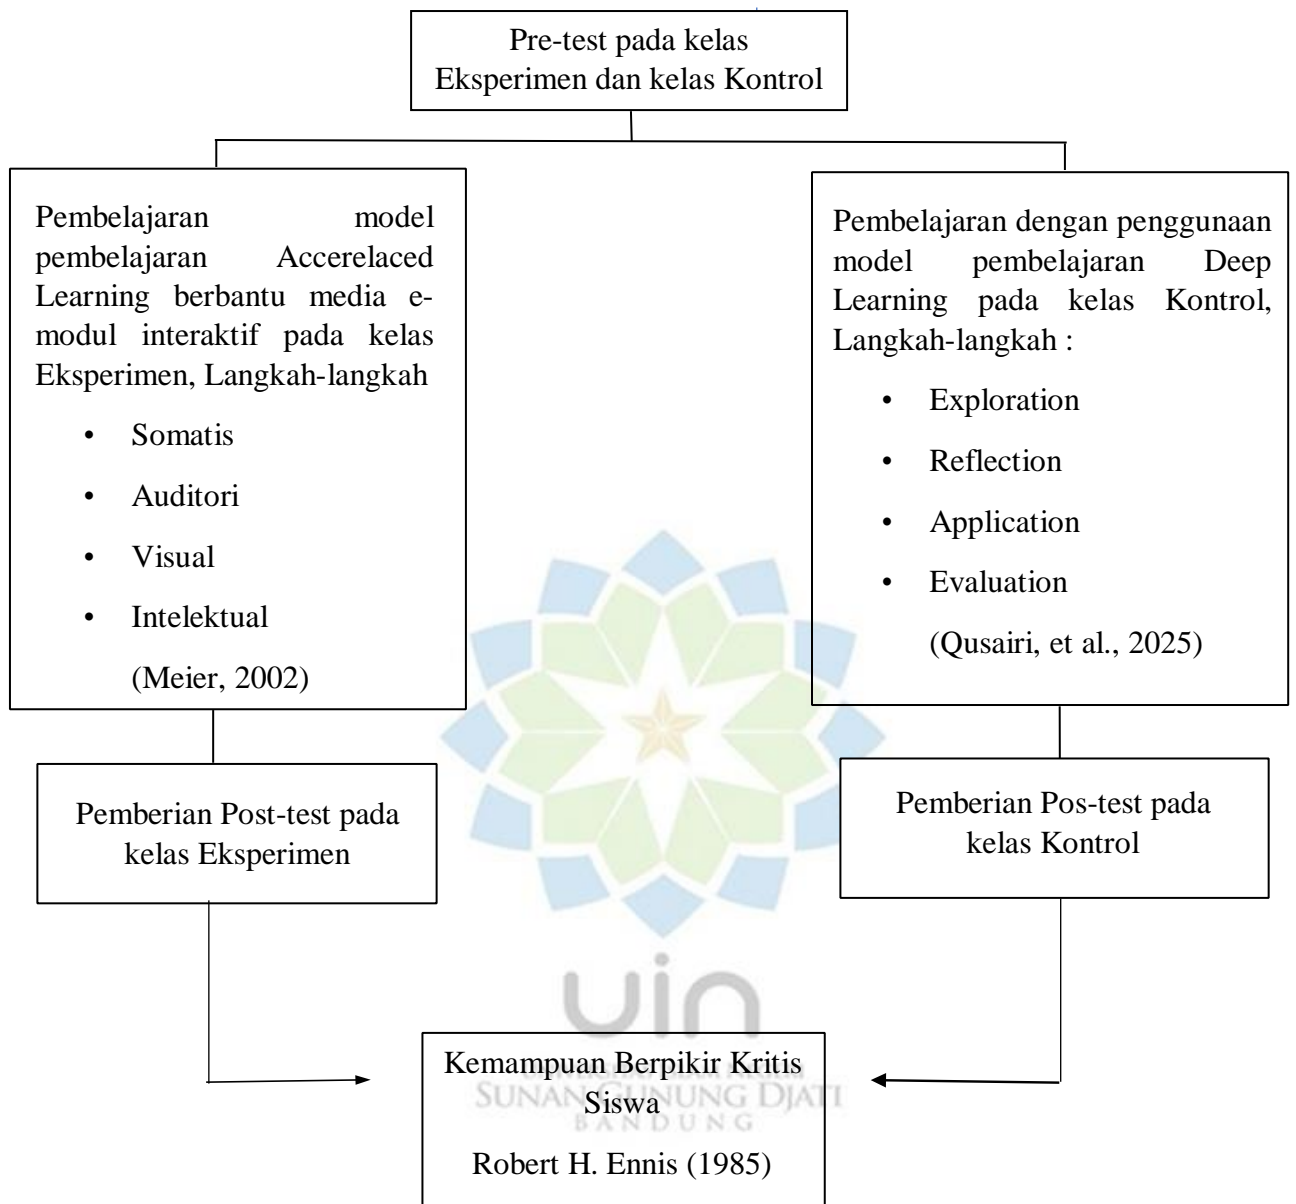 Pre-test pada kelas
Eksperimen dan kelas Kontrol
Pembelajaran model
pembelajaran Accerelaced
Learning berbantu media e-
modul interaktif pada kelas
Eksperimen, Langkah-langkah
• Somatis
• Auditori
• Visual
• Intelektual
(Meier, 2002)
Pembelajaran dengan penggunaan
model pembelajaran Deep
Learning pada kelas Kontrol,
Langkah-langkah :
• Exploration
• Reflection
• Application
• Evaluation
(Qusairi, et al., 2025)
Pemberian Post-test pada
kelas Eksperimen
Pemberian Pos-test pada
kelas Kontrol
uin
Kemampuan Berpikir Kritis
SUNAN GUNUNG DJATI
Siswa
BANDUNG
Robert H. Ennis (1985)